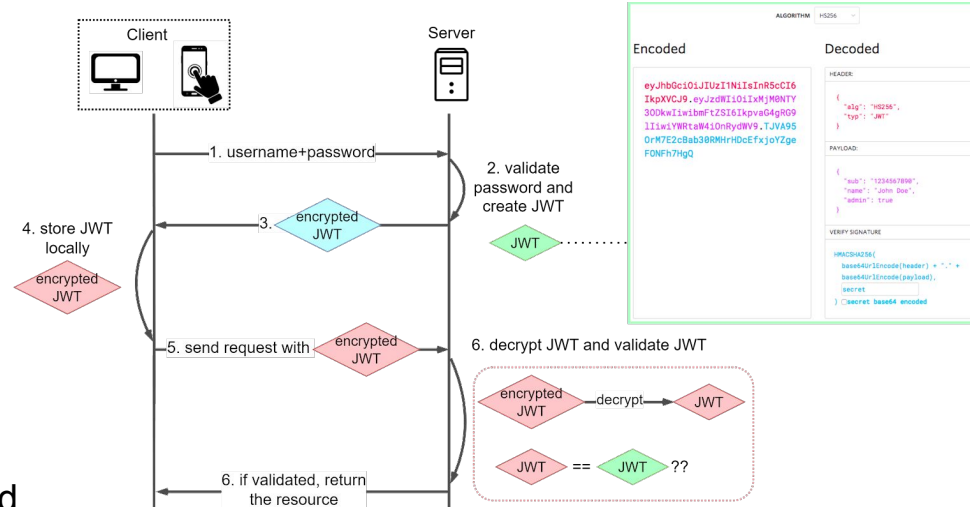 Client
Server
1. username+password
2. validate
password and
create JWT
3.
encrypted
JWT
4. store JWT
locally
encrypted
JWT
JWT
5. send request with
encrypted
JWT
6. decrypt JWT and validate JWT
encrypted
JWT
decrypt
JWT
JWT
==
JWT
??
6. if validated, return
the resource
d
ALGORITHM HS256
Encoded
Decoded
eyJhbGciOiJIUzI1NiIsInR5cCI6
IkpXVCJ9.eyJzdWIiOiIxMjM0NTY
3ODkwIiwibmFtZSI6IkpvaG4gRG9
lIiwiYWRtaW4iOnRydWV9.TJVA95
OrM7E2cBab30RMHrHDcEfxjoYZge
FONFh7HgQ
HEADER:
{
"alg": "HS256",
"typ": "JWT"
}
PAYLOAD:
{
"sub": "1234567890",
"name": "John Doe",
"admin": true
}
VERIFY SIGNATURE
HMACSHA256(
base64UrlEncode(header) + "." +
base64UrlEncode(payload),
secret
) secret base64 encoded